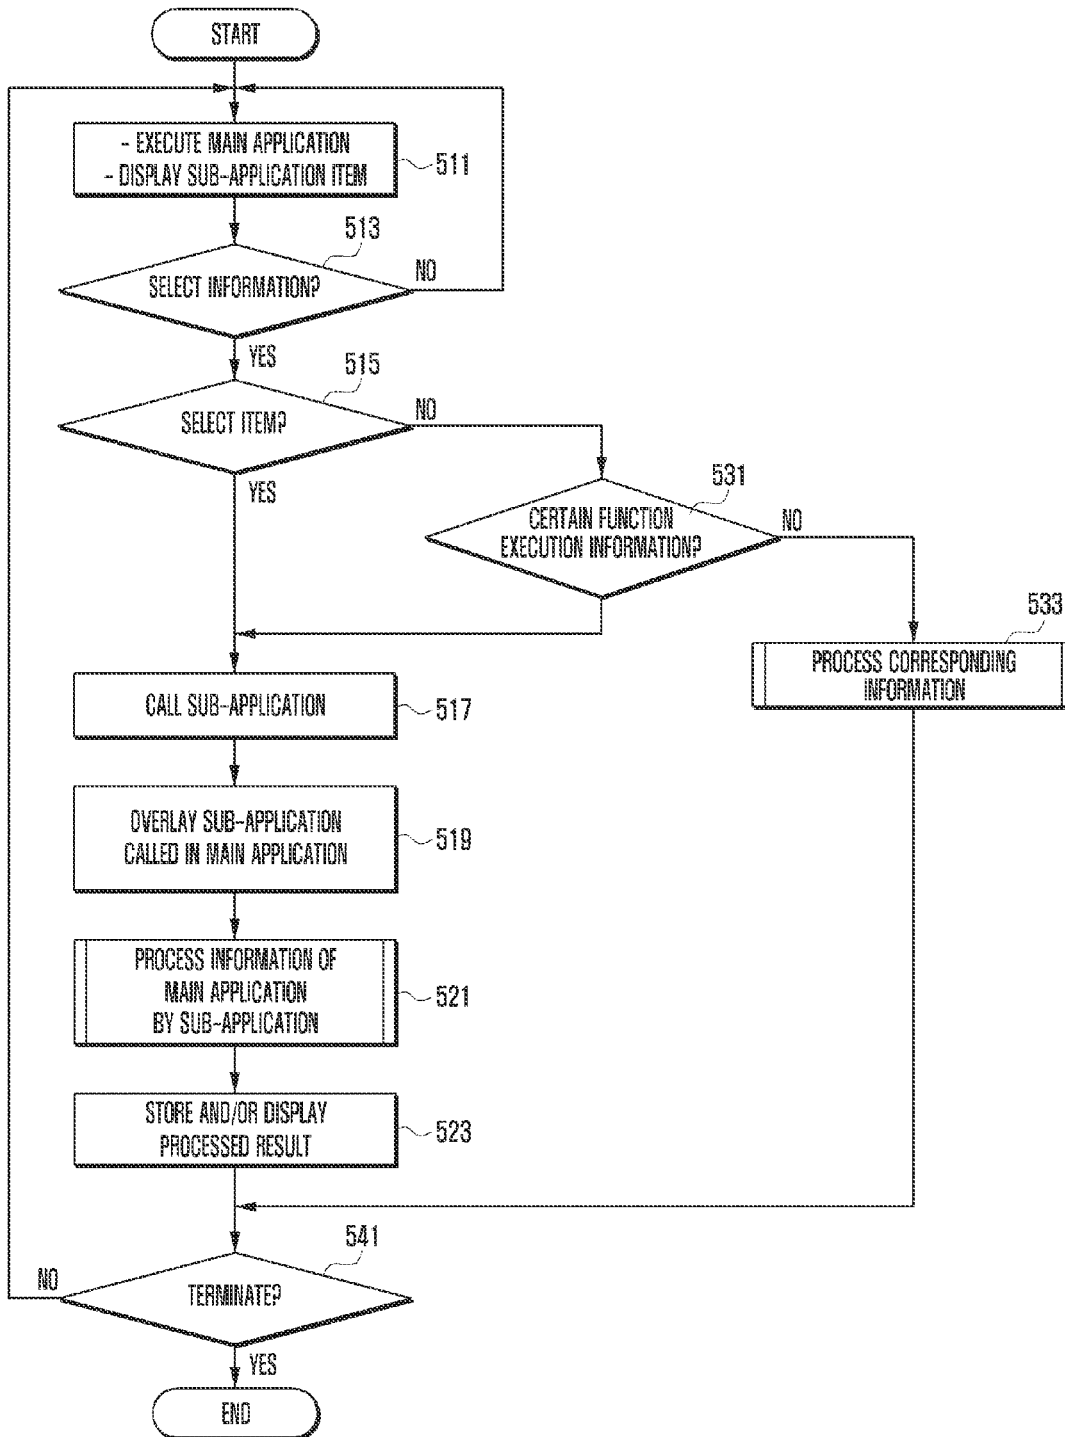 START
- EXECUTE MAIN APPLICATION
- DISPLAY SUB-APPLICATION ITEM
511
513
SELECT INFORMATION?
NO
YES
515
SELECT ITEM?
NO
YES
531
CERTAIN FUNCTION
EXECUTION INFORMATION?
NO
533
PROCESS CORRESPONDING
INFORMATION
CALL SUB-APPLICATION
517
OVERLAY SUB-APPLICATION
CALLED IN MAIN APPLICATION
519
PROCESS INFORMATION OF
MAIN APPLICATION
BY SUB-APPLICATION
521
STORE AND/OR DISPLAY
PROCESSED RESULT
523
541
NO
TERMINATE?
YES
END